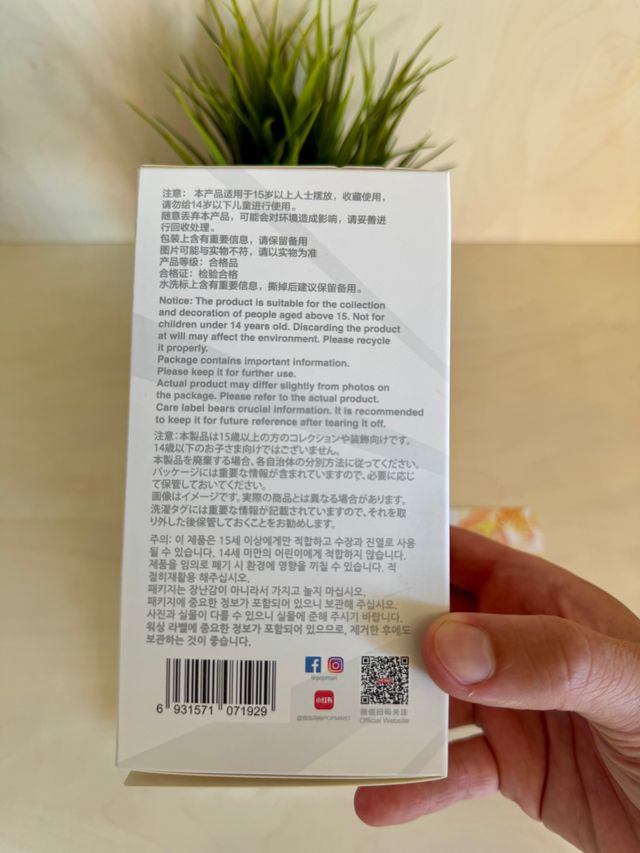 注意： 本产品适用于15岁以上人士摆放，收藏使用，
请勿给14岁以下儿童进行使用。
随意丢弃本产品，可能会对环境造成影响，请妥善进
行回收处理。
包装上含有重要信息，请保留备用
图片可能与实物不符，请以实物为准
产品等级：合格品
合格证：检验合格
水洗标上含有重要信息，撕掉后建议保留备用。
Notice: The product is suitable for the collection
and decoration of people aged above 15. Not for
children under 14 years old. Discarding the product
at will may affect the environment. Please recycle
it properly.
Package contains important information.
Please keep it for further use.
Actual product may differ slightly from photos on
the package. Please refer to the actual product.
Care label bears crucial information. It is recommended
to keep it for future reference after tearing it off.
注意:本製品は15歳以上の方のコレクションや装飾向けです。
14歳以下のお子さま向けではございません。
本製品を廃棄する場合、各自治体の分別方法に従ってください。
パッケージには重要な情報が含まれていますので、必要に応じ
て保管しておいてください。
画像はイメージです。実際の商品とは異なる場合があります。
洗濯タグには重要な情報が記載されていますので、それを取
り外した後保管しておくことをお勧めします。
주의: 이 제품은 15세 이상에게만 적합하고 수장과 진열로 사용
될 수 있습니다. 14세 미만의 어린이에게 적합하지 않습니다.
제품을 임의로 폐기 시 환경에 영향을 끼칠 수 있습니다. 적
절히재활용 해주십시오.
패키지는 장난감이 아니라서 가지고 놀지 마십시오.
패키지에 중요한 정보가 포함되어 있으니 보관해 주십시오.
사진과 실물이 다를 수 있으니 실물에 준해 주시기 바랍니다.
워싱 라벨에 중요한 정보가 포함되어 있으므로, 제거한 후에도
보관하는 것이 좋습니다.
6 931571 071929
@popmart
小红书
@泡泡玛特POPMART
微信扫码关注
Official Website